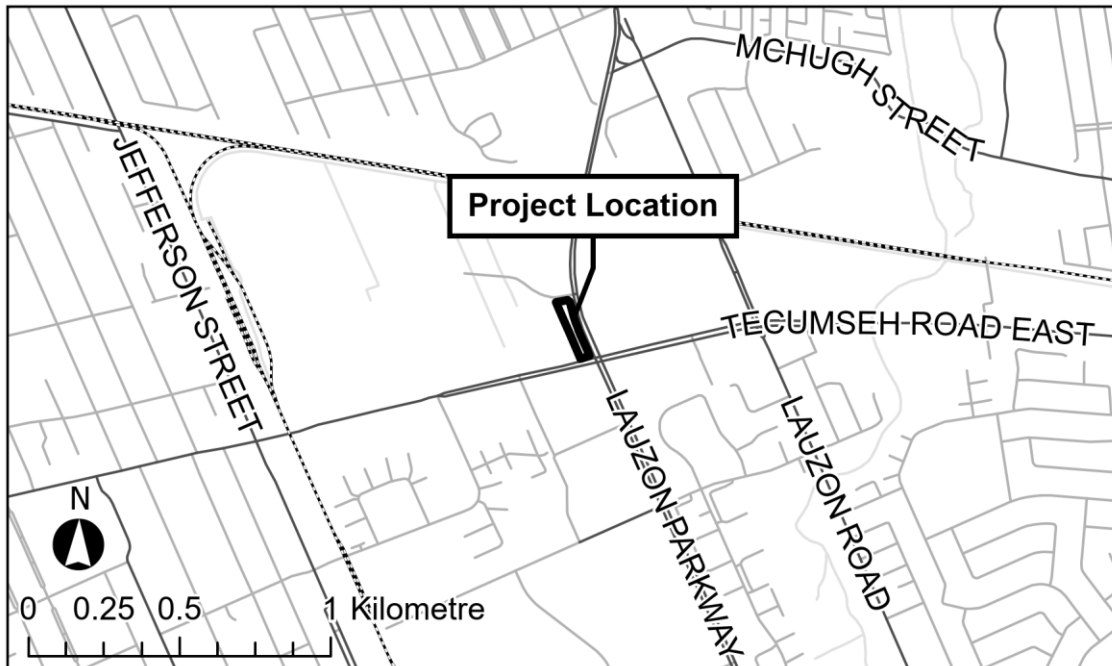 MCHUGH STREET
JEFFERSON STREET
Project Location
TECUMSEH ROAD EAST
LAUZON PARKWAY
LAUZON ROAD
N
0 0.25 0.5 1 Kilometre